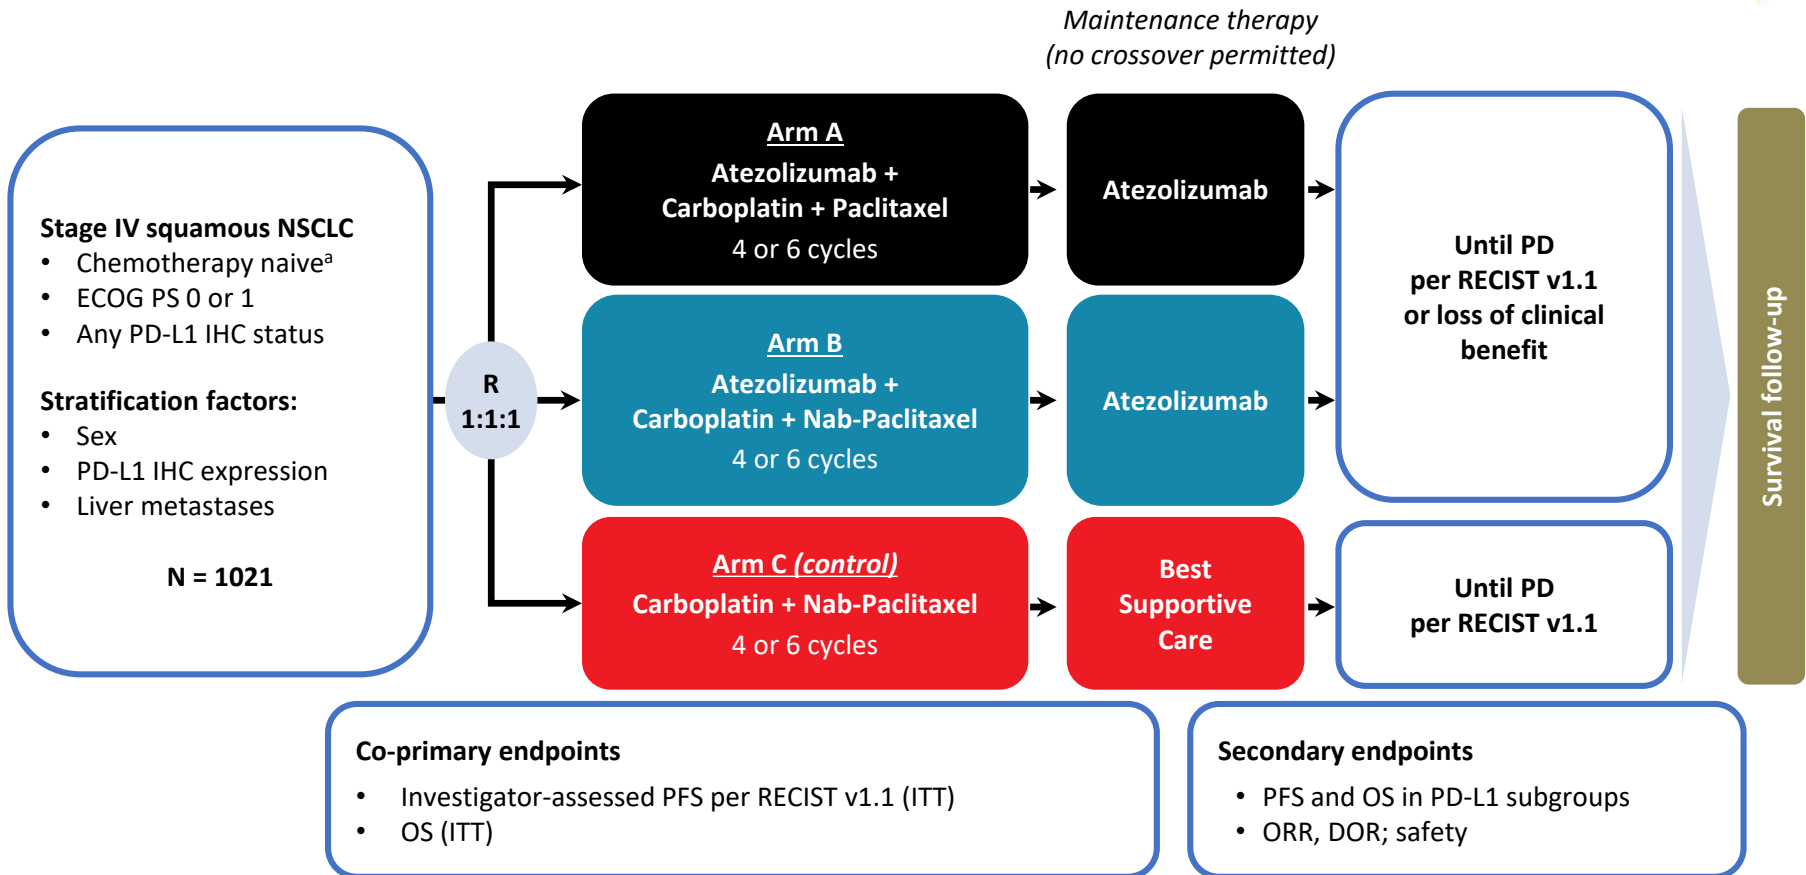 Maintenance therapy
(no crossover permitted)
Stage IV squamous NSCLC
• Chemotherapy naiveᵃ
• ECOG PS 0 or 1
• Any PD-L1 IHC status
Stratification factors:
• Sex
• PD-L1 IHC expression
• Liver metastases
N = 1021
R
1:1:1
Arm A
Atezolizumab +
Carboplatin + Paclitaxel
4 or 6 cycles
Atezolizumab
Arm B
Atezolizumab +
Carboplatin + Nab-Paclitaxel
4 or 6 cycles
Atezolizumab
Until PD
per RECIST v1.1
or loss of clinical
benefit
Arm C (control)
Carboplatin + Nab-Paclitaxel
4 or 6 cycles
Best
Supportive
Care
Until PD
per RECIST v1.1
Survival follow-up
Co-primary endpoints
• Investigator-assessed PFS per RECIST v1.1 (ITT)
• OS (ITT)
Secondary endpoints
• PFS and OS in PD-L1 subgroups
• ORR, DOR; safety